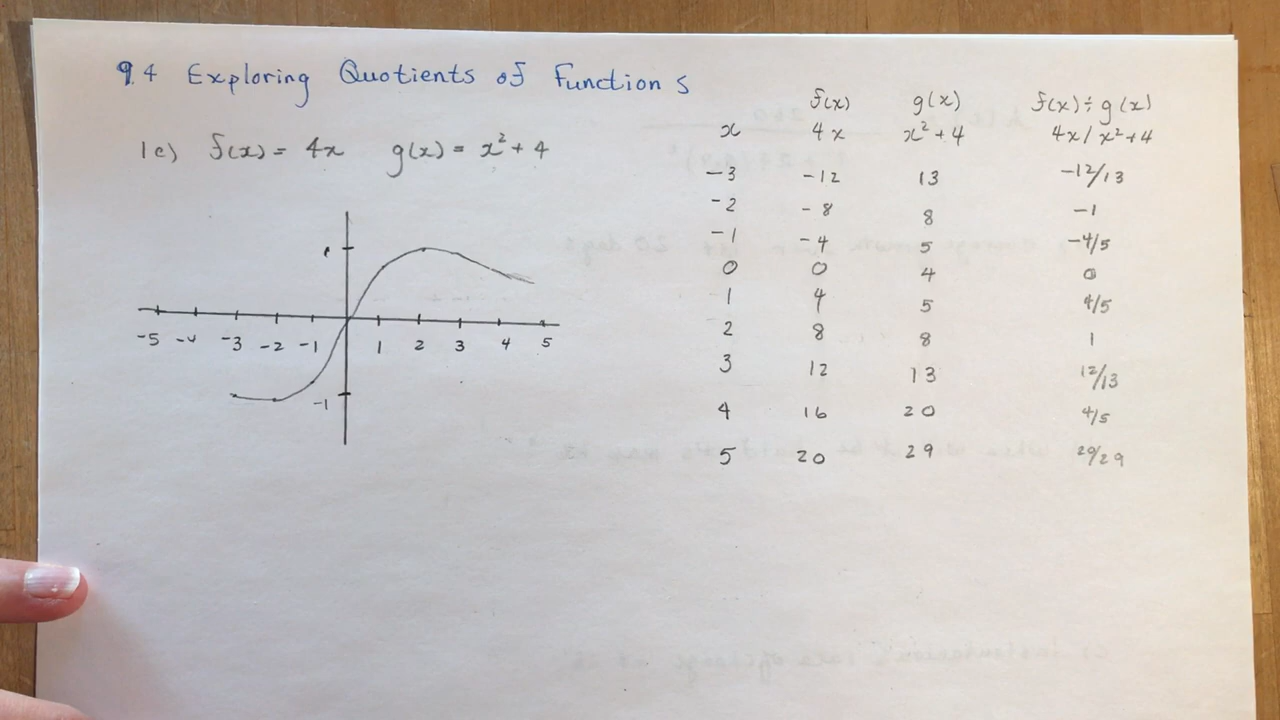 9.4 Exploring Quotients of Functions
1e) f(x) = 4x g(x) = x² + 4
1
-5 -4 -3 -2 -1 1 2 3 4 5
-1
f(x) g(x) f(x) ÷ g(x)
x 4x x² + 4 4x / x² + 4
-3 -12 13 -12/13
-2 -8 8 -1
-1 -4 5 -4/5
0 0 4 0
1 4 5 4/5
2 8 8 1
3 12 13 12/13
4 16 20 4/5
5 20 29 20/29